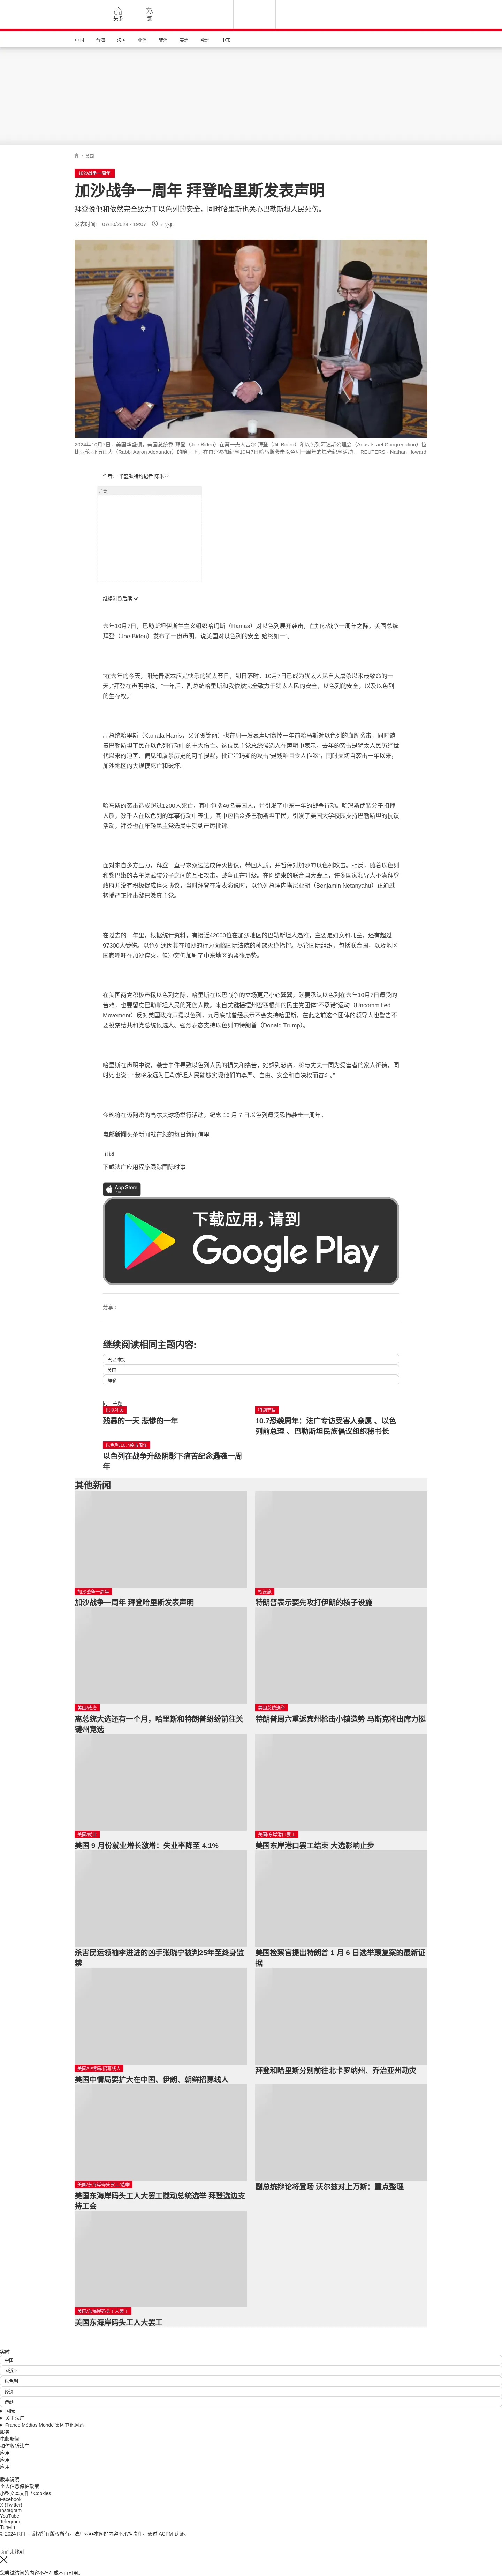 头条
繁
中国
台海
法国
亚洲
非洲
美洲
欧洲
中东
/ 美国
加沙战争一周年
加沙战争一周年 拜登哈里斯发表声明
拜登说他和依然完全致力于以色列的安全，同时哈里斯也关心巴勒斯坦人民死伤。
发表时间： 07/10/2024 - 19:07
7 分钟
2024年10月7日，美国华盛顿，美国总统乔·拜登（Joe Biden）在第一夫人吉尔·拜登（Jill Biden）和以色列阿达斯公理会（Adas Israel Congregation）拉
比亚伦·亚历山大（Rabbi Aaron Alexander）的陪同下，在白宫参加纪念10月7日哈马斯袭击以色列一周年的烛光纪念活动。 REUTERS - Nathan Howard
作者： 华盛顿特约记者 陈米亚
广告
继续浏览后续
去年10月7日，巴勒斯坦伊斯兰主义组织哈玛斯（Hamas）对以色列展开袭击，在加沙战争一周年之际，美国总统
拜登（Joe Biden）发布了一份声明，说美国对以色列的安全"始终如一"。
"在去年的今天，阳光普照本应是快乐的犹太节日，到日落时，10月7日已成为犹太人民自大屠杀以来最致命的一
天，"拜登在声明中说，"一年后，副总统哈里斯和我依然完全致力于犹太人民的安全，以色列的安全，以及以色列
的生存权。"
副总统哈里斯（Kamala Harris，又译贺锦丽）也在周一发表声明哀悼一年前哈马斯对以色列的血腥袭击，同时谴
责巴勒斯坦平民在以色列行动中的重大伤亡。这位民主党总统候选人在声明中表示，去年的袭击是犹太人民历经世
代以来的迫害、偏见和屠杀历史的可怕提醒，批评哈玛斯的攻击"是残酷且令人作呕"，同时关切自袭击一年以来，
加沙地区的大规模死亡和破坏。
哈马斯的袭击造成超过1200人死亡，其中包括46名美国人，并引发了中东一年的战争行动。哈玛斯武装分子扣押
人质，数千人在以色列的军事行动中丧生，其中包括众多巴勒斯坦平民，引发了美国大学校园支持巴勒斯坦的抗议
活动，拜登也在年轻民主党选民中受到严厉批评。
面对来自多方压力，拜登一直寻求双边达成停火协议，带回人质，并暂停对加沙的以色列攻击。相反，随着以色列
和黎巴嫩的真主党武装分子之间的互相攻击，战争正在升级。在刚结束的联合国大会上，许多国家领导人不满拜登
政府并没有积极促成停火协议，当时拜登在发表演说时，以色列总理内塔尼亚胡（Benjamin Netanyahu）正通过
转播严正抨击黎巴嫩真主党。
在过去的一年里，根据统计资料，有接近42000位在加沙地区的巴勒斯坦人遇难，主要是妇女和儿童，还有超过
97300人受伤。以色列还因其在加沙的行为面临国际法院的种族灭绝指控。尽管国际组织，包括联合国，以及地区
国家呼吁在加沙停火，但冲突仍加剧了中东地区的紧张局势。
在美国两党积极声援以色列之际，哈里斯在以巴战争的立场更是小心翼翼，既要承认以色列在去年10月7日遭受的
苦难，也要留意巴勒斯坦人民的死伤人数。来自关键摇摆州密西根州的民主党团体"不承诺"运动（Uncommitted
Movement）反对美国政府声援以色列，九月底就曾经表示不会支持哈里斯，在此之前这个团体的领导人也警告不
要投票给共和党总统候选人、强烈表态支持以色列的特朗普（Donald Trump）。
哈里斯在声明中说，袭击事件导致以色列人民的损失和痛苦，她感到悲痛，将与丈夫一同为受害者的家人祈祷，同
时她也说："我将永远为巴勒斯坦人民能够实现他们的尊严、自由、安全和自决权而奋斗。"
今晚将在迈阿密的高尔夫球场举行活动，纪念 10 月 7 日以色列遭受恐怖袭击一周年。
电邮新闻头条新闻就在您的每日新闻信里
订阅
下载法广应用程序跟踪国际时事
App Store
下载
下载应用，请到
Google Play
分享 :
继续阅读相同主题内容:
巴以冲突
美国
拜登
同一主题
巴以冲突
残暴的一天 悲惨的一年
特别节目
10.7恐袭周年：法广专访受害人亲属 、以色
列前总理 、巴勒斯坦民族倡议组织秘书长
以色列/10.7袭击周年
以色列在战争升级阴影下痛苦纪念遇袭一周
年
其他新闻
加沙战争一周年
加沙战争一周年 拜登哈里斯发表声明
核设施
特朗普表示要先攻打伊朗的核子设施
美国/政治
离总统大选还有一个月，哈里斯和特朗普纷纷前往关
键州竞选
美国总统选举
特朗普周六重返宾州枪击小镇造势 马斯克将出席力挺
美国/就业
美国 9 月份就业增长激增：失业率降至 4.1%
美国/东岸港口罢工
美国东岸港口罢工结束 大选影响止步
杀害民运领袖李进进的凶手张晓宁被判25年至终身监
禁
美国检察官提出特朗普 1 月 6 日选举颠复案的最新证
据
美国/中情局/招募线人
美国中情局要扩大在中国、伊朗、朝鲜招募线人
拜登和哈里斯分别前往北卡罗纳州、乔治亚州勘灾
美国/东海岸码头罢工/选举
美国东海岸码头工人大罢工搅动总统选举 拜登选边支
持工会
副总统辩论将登场 沃尔兹对上万斯：重点整理
美国/东海岸码头工人罢工
美国东海岸码头工人大罢工
实时
中国
习近平
以色列
经济
伊朗
国际
关于法广
France Médias Monde 集团其他网站
服务
电邮新闻
如何收听法广
应用
应用
应用
版本说明
个人信息保护政策
小型文本文件 / Cookies
Facebook
X (Twitter)
Instagram
YouTube
Telegram
TuneIn
© 2024 RFI – 版权所有版权所有。法广对非本网站内容不承担责任。通过 ACPM 认证。
页面未找到
您尝试访问的内容不存在或不再可用。